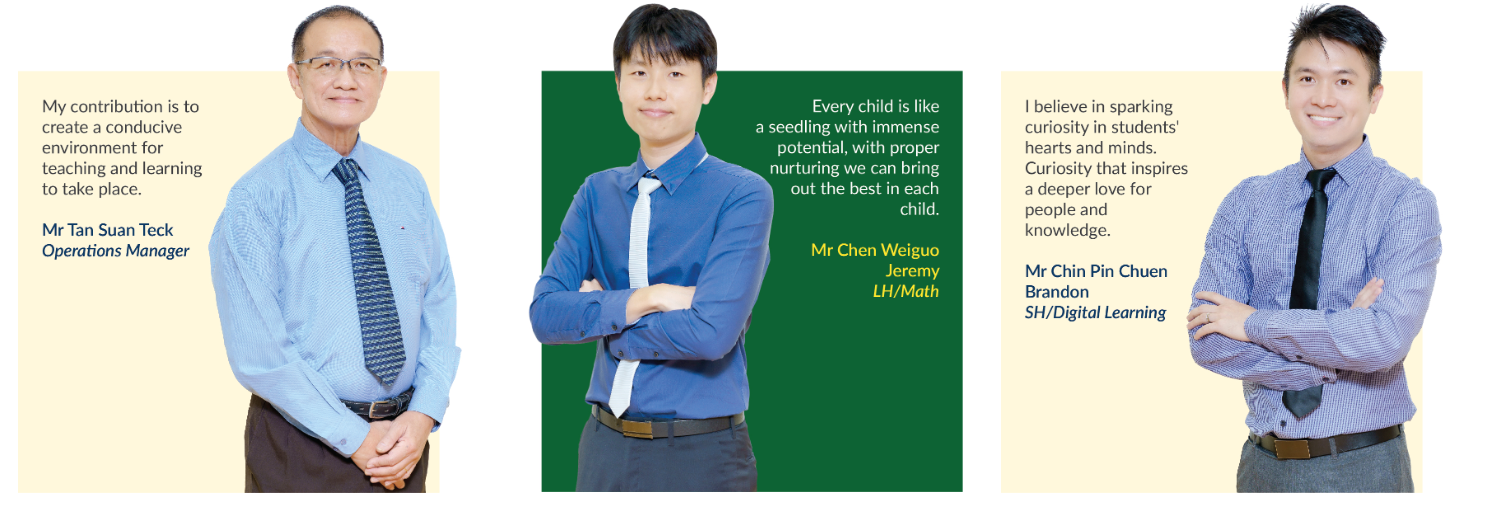 My contribution is to
create a conducive
environment for
teaching and learning
to take place.
Mr Tan Suan Teck
Operations Manager
Every child is like
a seedling with immense
potential, with proper
nurturing we can bring
out the best in each
child.
Mr Chen Weiguo
Jeremy
LH/Math
I believe in sparking
curiosity in students'
hearts and minds.
Curiosity that inspires
a deeper love for
people and
knowledge.
Mr Chin Pin Chuen
Brandon
SH/Digital Learning